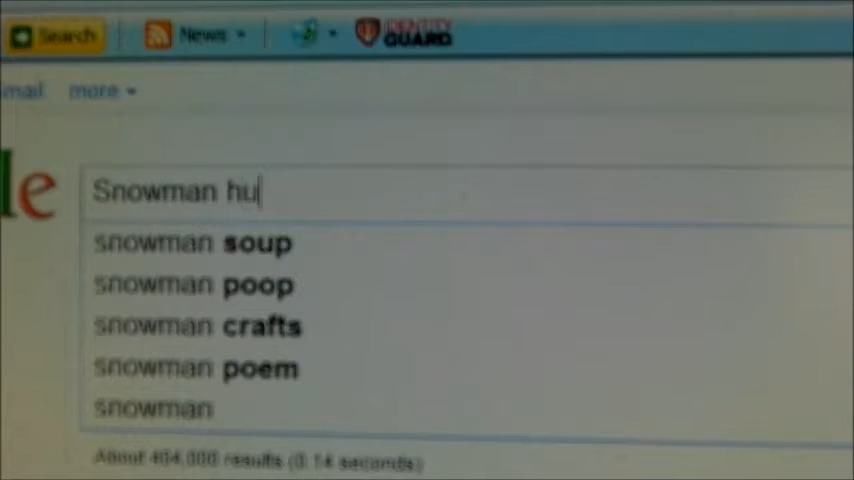 Search News IDENTITY GUARD
mail more
le
Snowman hu
snowman soup
snowman poop
snowman crafts
snowman poem
snowman
About 404,000 results (0.14 seconds)